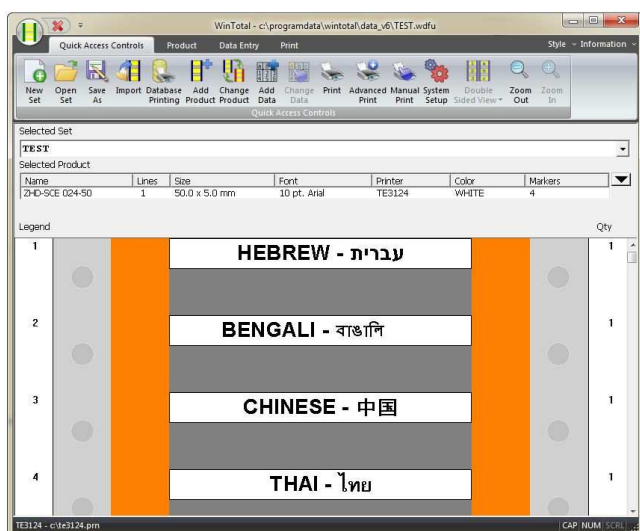 WinTotal - c:\programdata\wintotal\data_v6\TEST.wdfu
Quick Access Controls Product Data Entry Print Style Information
New Set Open Set Save As Import Database Printing Add Product Change Product Add Data Change Data Print Advanced Print Manual Print System Setup Double Sided View Zoom Out Zoom In
Quick Access Controls
Selected Set
TEST
Selected Product
Name Lines Size Font Printer Color Markers
ZHD-SCE 024-50 1 50.0 x 5.0 mm 10 pt. Arial TE3124 WHITE 4
Legend Qty
1 HEBREW - עברית 1
2 BENGALI - বাঙালি 1
3 CHINESE - 中国 1
4 THAI - ไทย 1
TE3124 - c:\te3124.prn CAP NUM SCRL